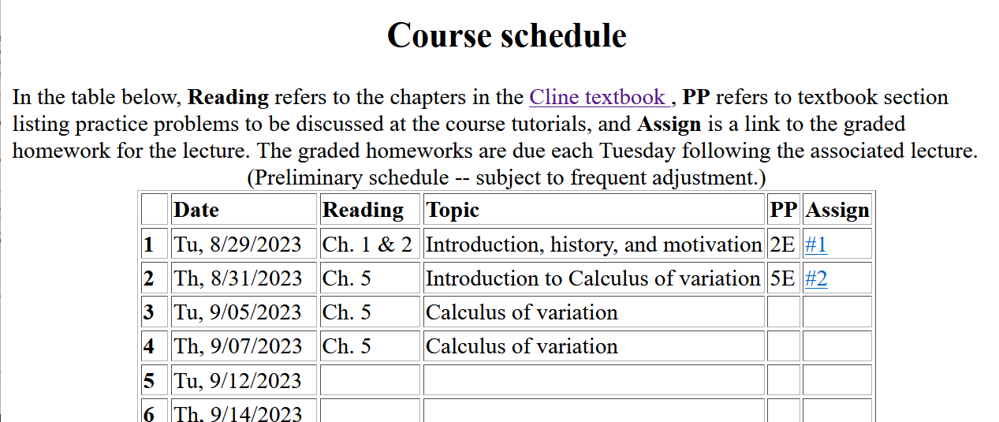 Course schedule
In the table below, Reading refers to the chapters in the Cline textbook , PP refers to textbook section
listing practice problems to be discussed at the course tutorials, and Assign is a link to the graded
homework for the lecture. The graded homeworks are due each Tuesday following the associated lecture.
(Preliminary schedule -- subject to frequent adjustment.)
Date Reading Topic PP Assign
1 Tu, 8/29/2023 Ch. 1 & 2 Introduction, history, and motivation 2E #1
2 Th, 8/31/2023 Ch. 5 Introduction to Calculus of variation 5E #2
3 Tu, 9/05/2023 Ch. 5 Calculus of variation
4 Th, 9/07/2023 Ch. 5 Calculus of variation
5 Tu, 9/12/2023
6 Th, 9/14/2023